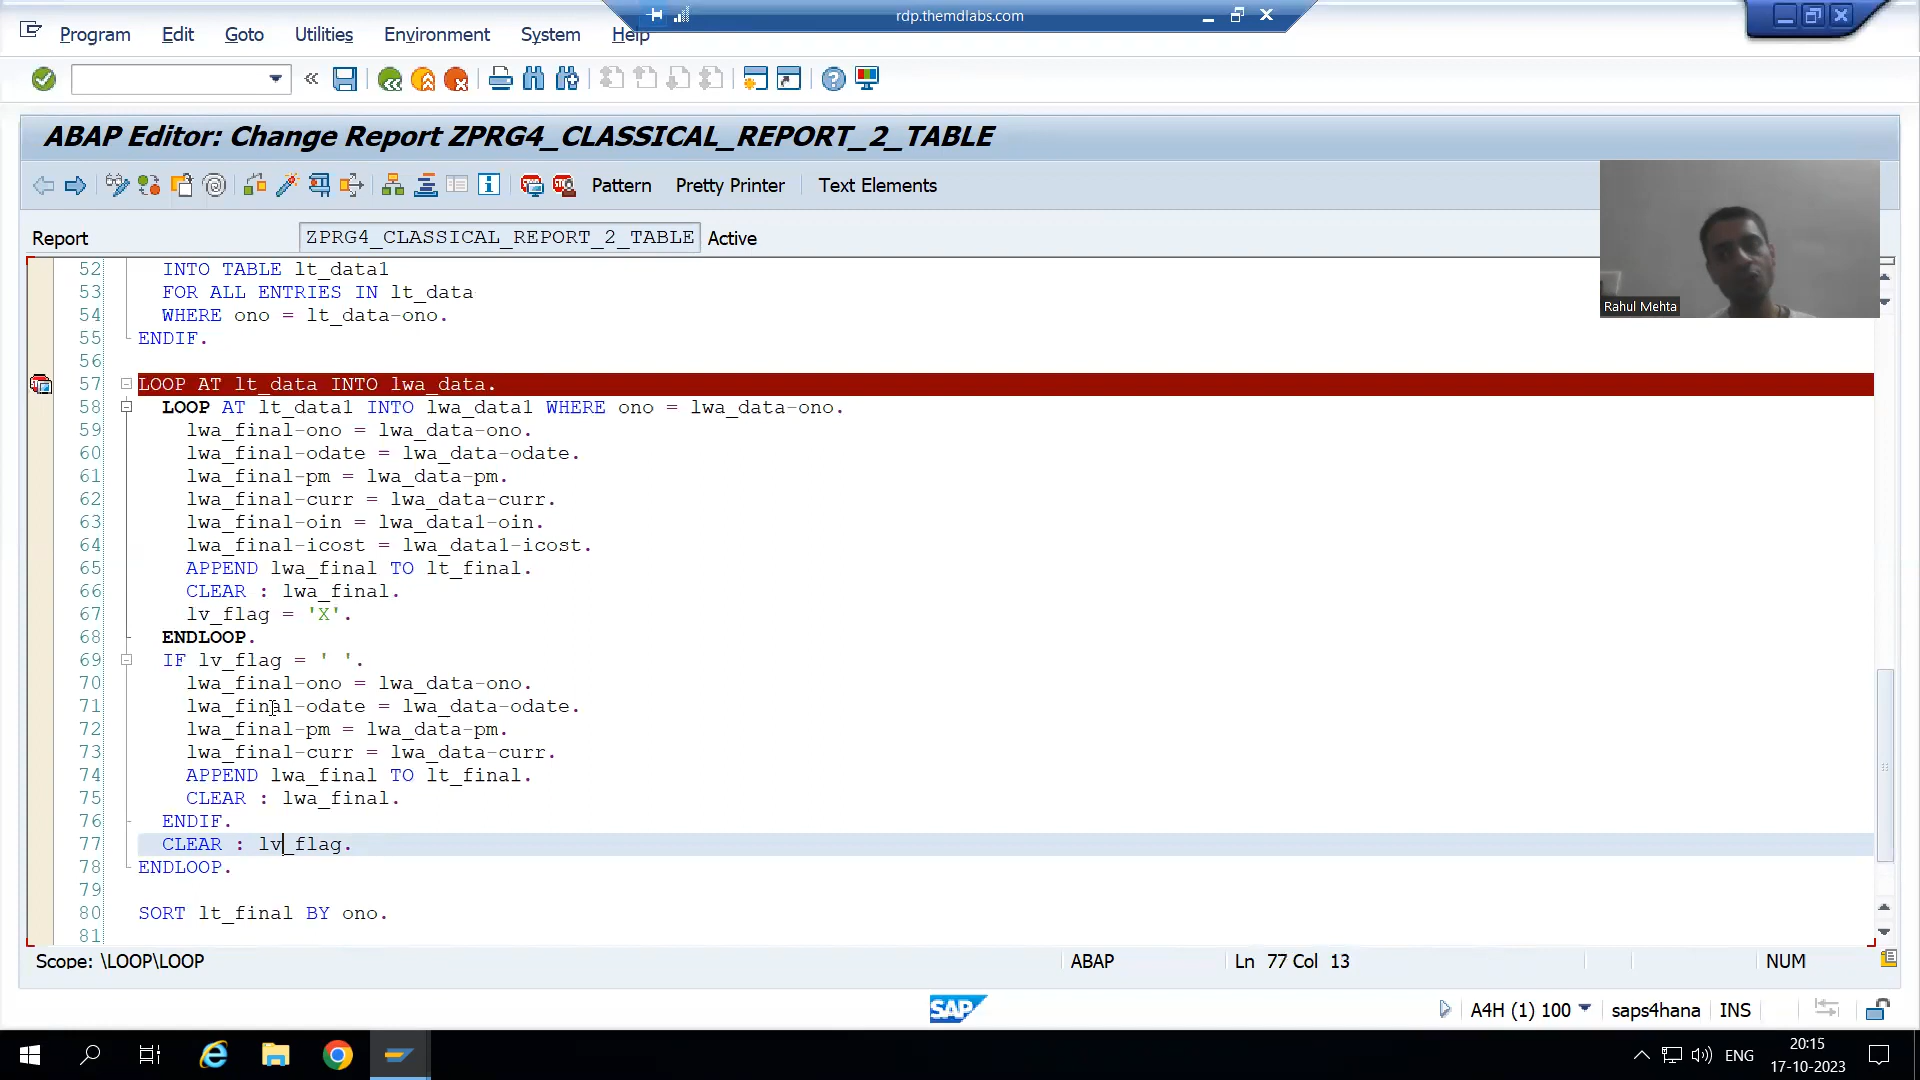 rdp.themdlabs.com
Program Edit Goto Utilities Environment System Help
ABAP Editor: Change Report ZPRG4_CLASSICAL_REPORT_2_TABLE
Pattern Pretty Printer Text Elements
Report ZPRG4_CLASSICAL_REPORT_2_TABLE Active
Rahul Mehta
52 INTO TABLE lt_data1
53 FOR ALL ENTRIES IN lt_data
54 WHERE ono = lt_data-ono.
55 ENDIF.
56
57 LOOP AT lt_data INTO lwa_data.
58 LOOP AT lt_data1 INTO lwa_data1 WHERE ono = lwa_data-ono.
59 lwa_final-ono = lwa_data-ono.
60 lwa_final-odate = lwa_data-odate.
61 lwa_final-pm = lwa_data-pm.
62 lwa_final-curr = lwa_data-curr.
63 lwa_final-oin = lwa_data1-oin.
64 lwa_final-icost = lwa_data1-icost.
65 APPEND lwa_final TO lt_final.
66 CLEAR : lwa_final.
67 lv_flag = 'X'.
68 ENDLOOP.
69 IF lv_flag = ' '.
70 lwa_final-ono = lwa_data-ono.
71 lwa_final-odate = lwa_data-odate.
72 lwa_final-pm = lwa_data-pm.
73 lwa_final-curr = lwa_data-curr.
74 APPEND lwa_final TO lt_final.
75 CLEAR : lwa_final.
76 ENDIF.
77 CLEAR : lv_flag.
78 ENDLOOP.
79
80 SORT lt_final BY ono.
81
Scope: \LOOP\LOOP ABAP Ln 77 Col 13 NUM
SAP A4H (1) 100 saps4hana INS
ENG 20:15
17-10-2023